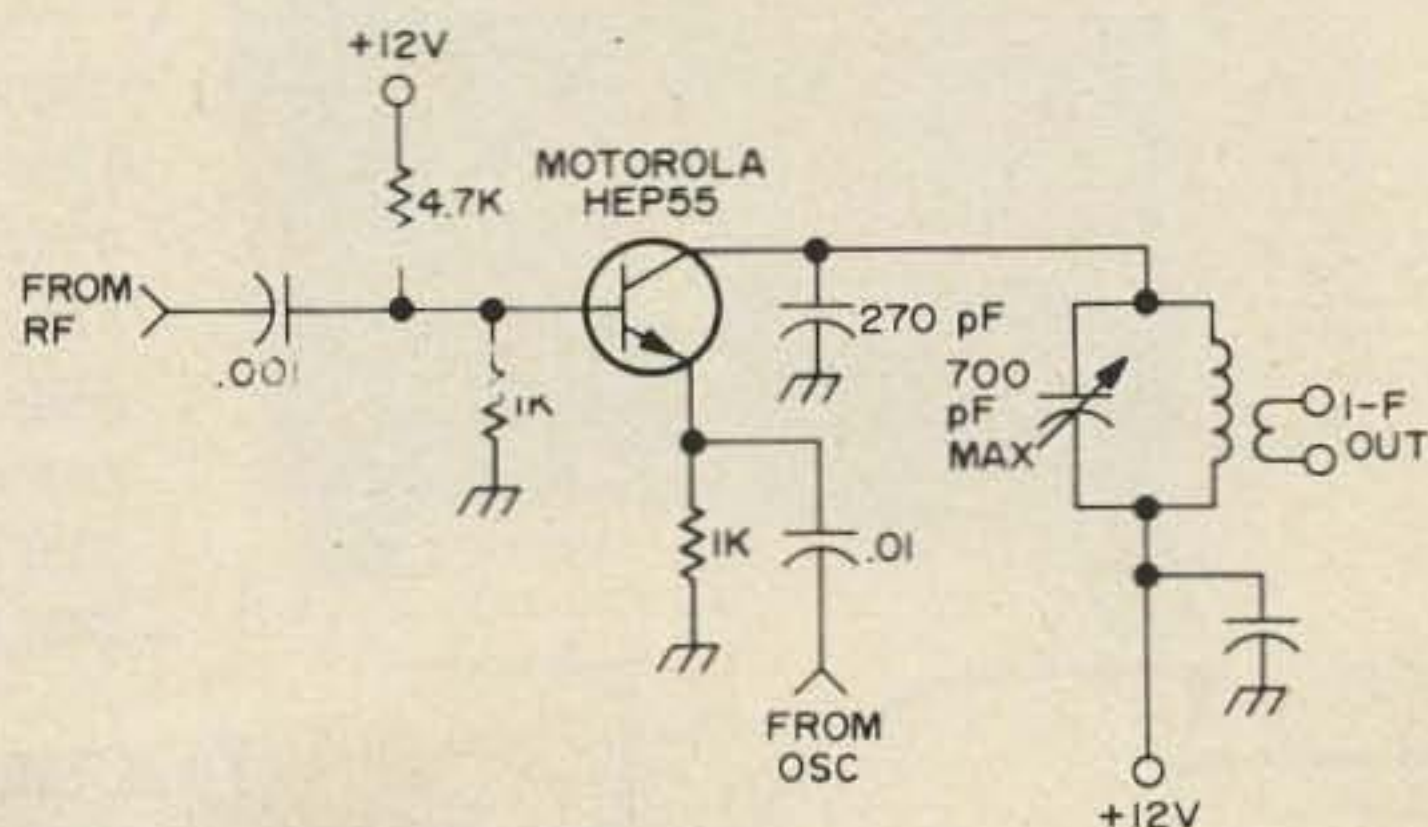 +12V
4.7K
MOTOROLA
HEP55
FROM
RF
.001
1K
270 pF
700
pF
MAX
I-F
OUT
1K
.01
FROM
OSC
+12V